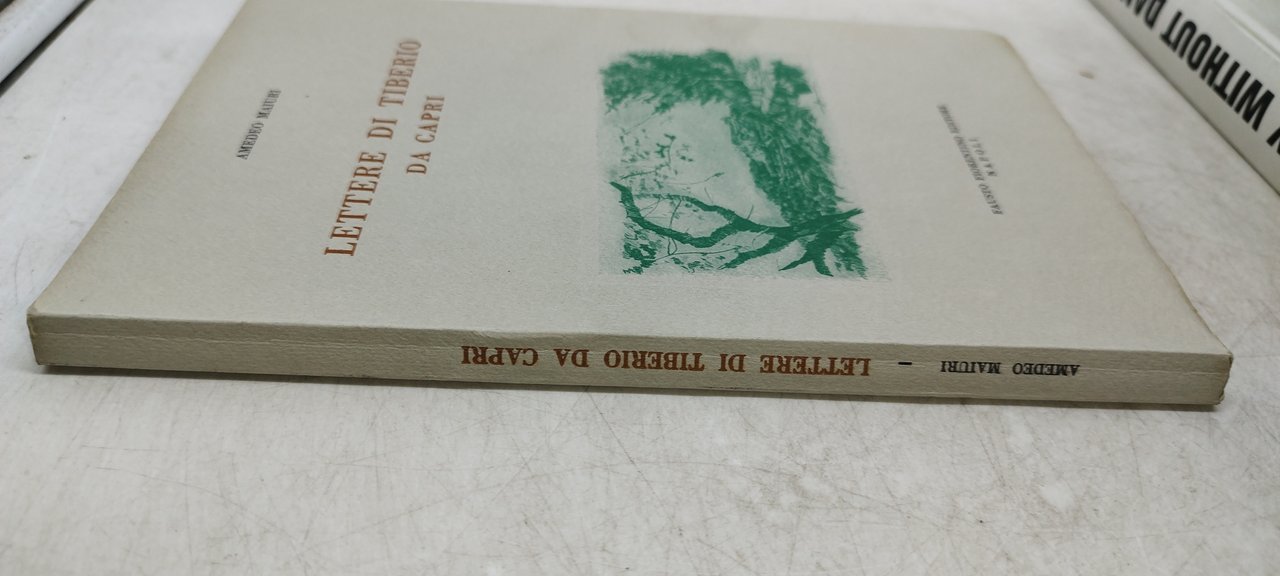 AMEDEO MAIURI
LETTERE DI TIBERIO
DA CAPRI
FAUSTO FIORENTINO EDITORE
NAPOLI
AMEDEO MAIURI - LETTERE DI TIBERIO DA CAPRI
WITHOUT